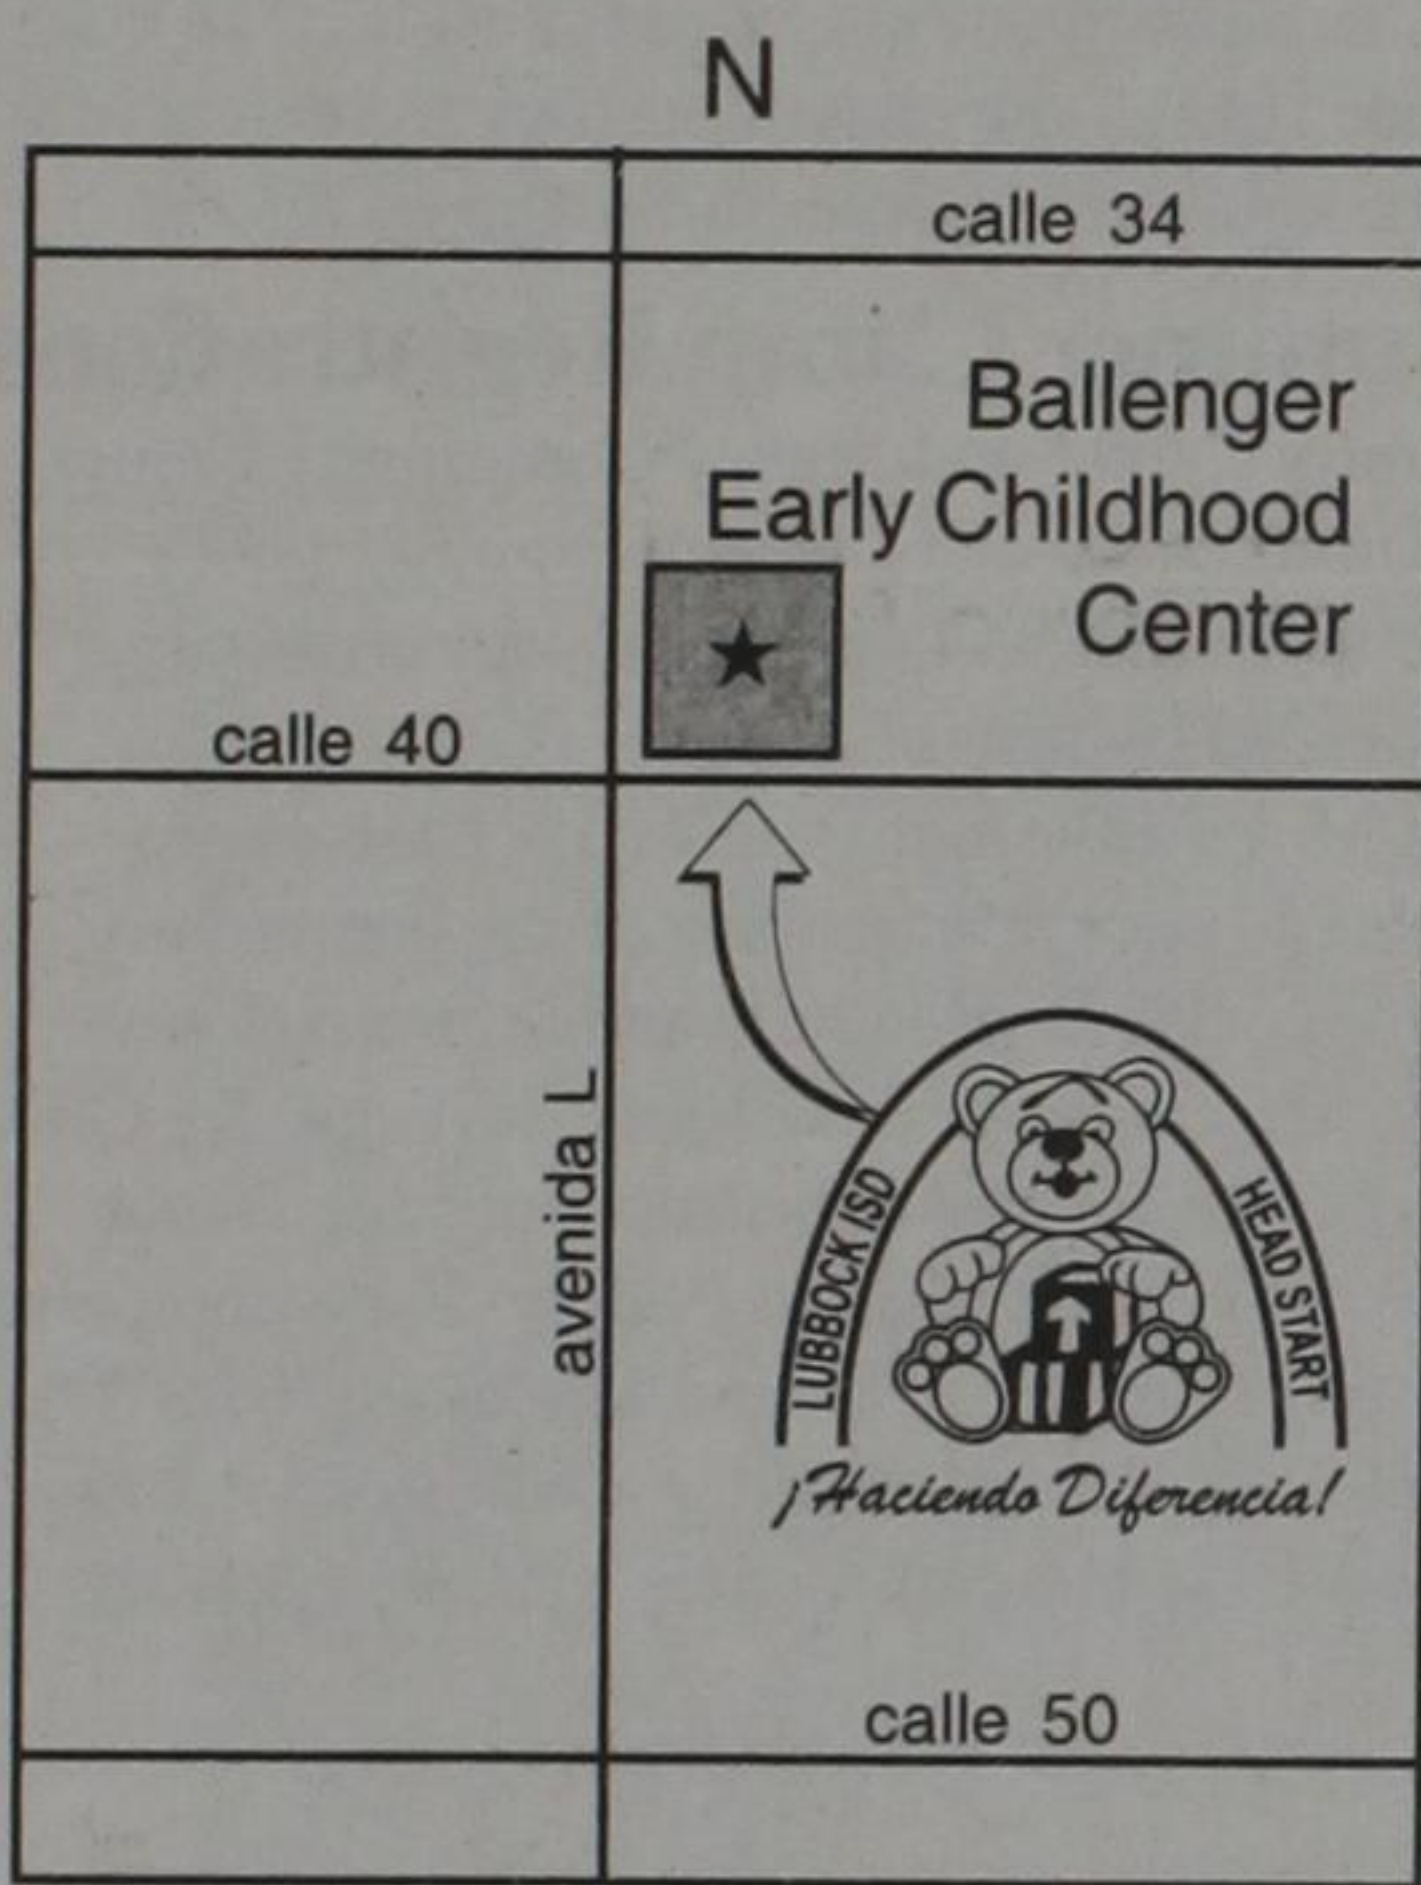 N
calle 34
Ballenger
Early Childhood
Center
calle 40
avenida L
LUBBOCK ISD
HEAD START
¡Haciendo Diferencia!
calle 50